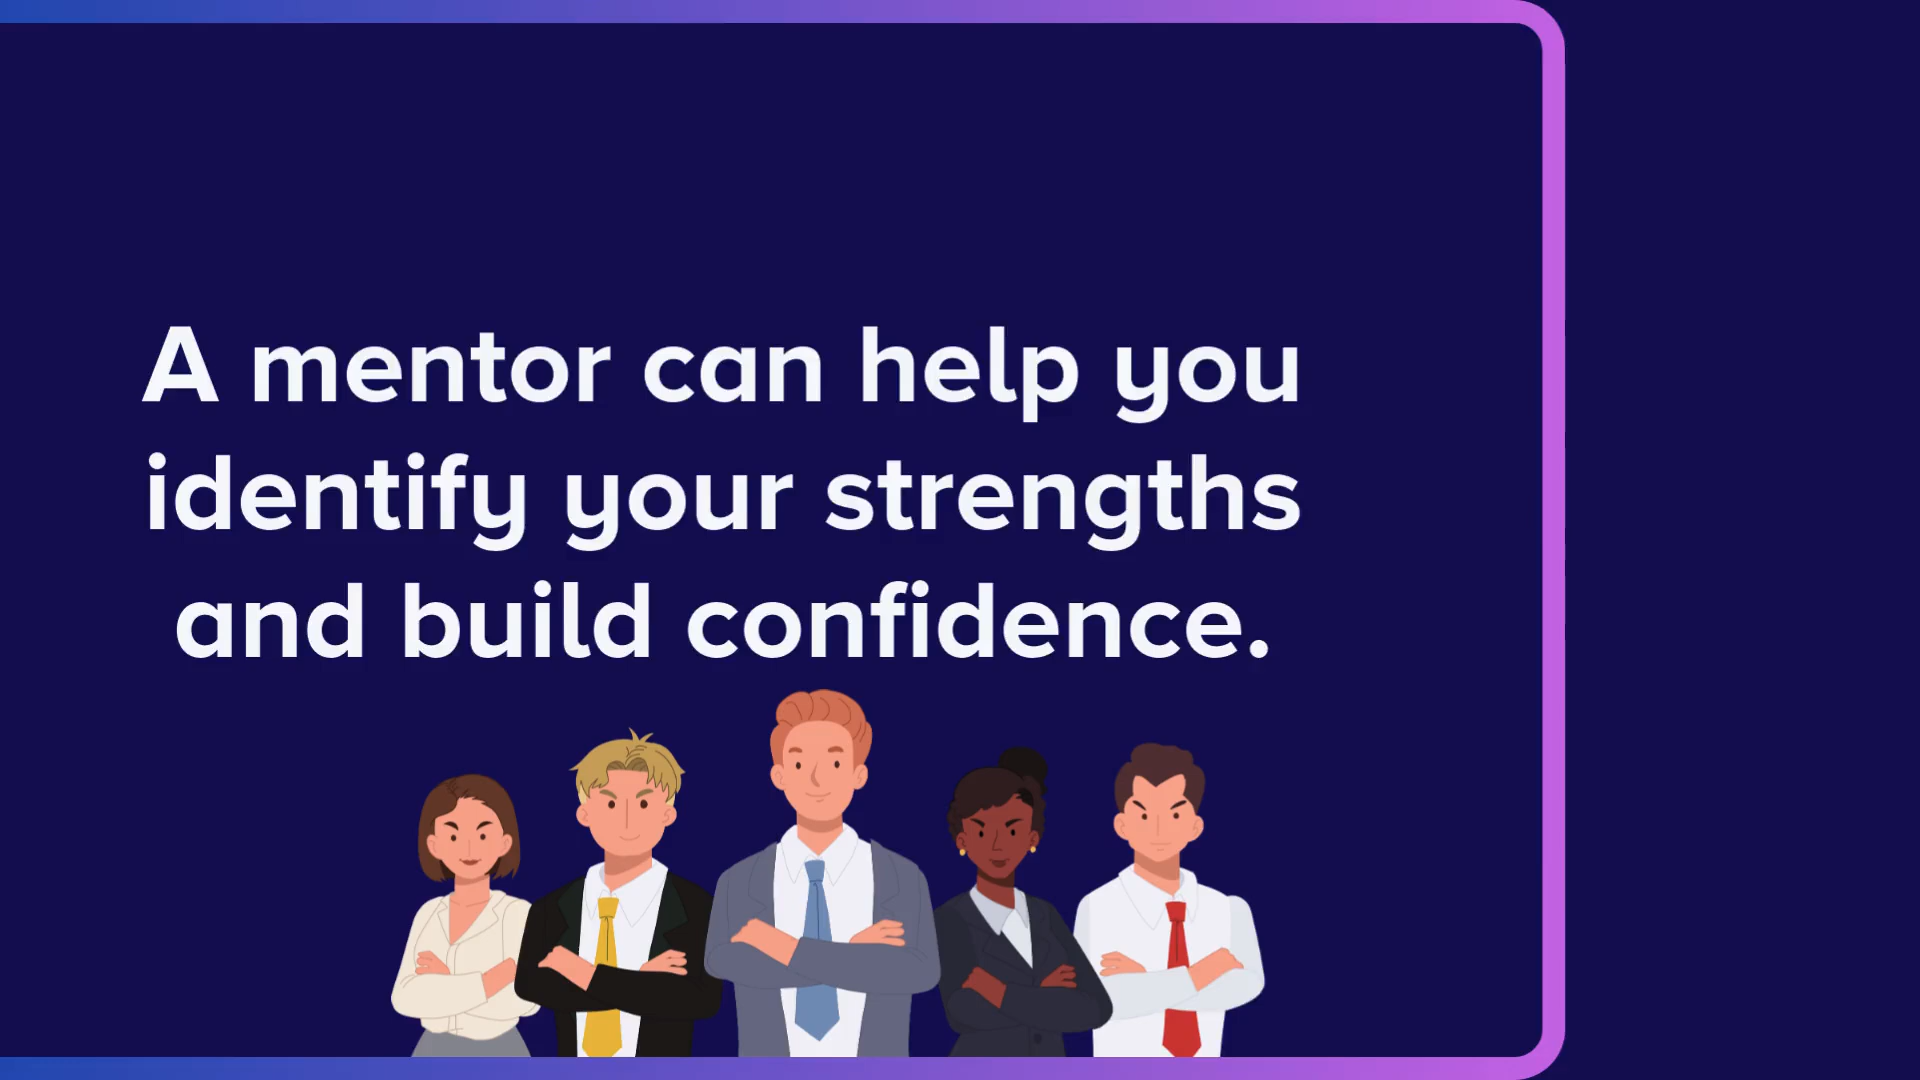 A mentor can help you
identify your strengths
and build confidence.